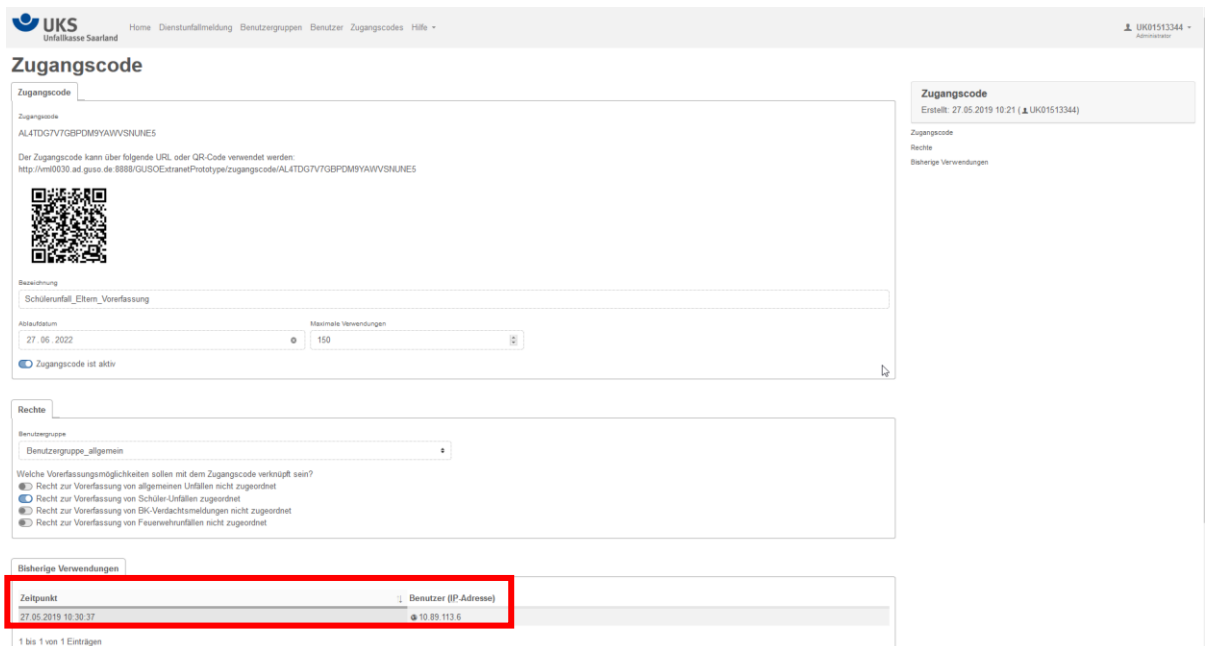 UKS
Unfallkasse Saarland
Home Dienstunfallmeldung Benutzergruppen Benutzer Zugangscodes Hilfe
UK01513344
Administrator
Zugangscode
Zugangscode
Zugangscode
AL4TDG7V7GBPDM9YAWVSNUNE5
Der Zugangscode kann über folgende URL oder QR-Code verwendet werden:
http://vml0030.ad.guso.de:8888/GUSOExtranetPrototype/zugangscode/AL4TDG7V7GBPDM9YAWVSNUNE5
Bezeichnung
Schülerunfall_Eltern_Vorerfassung
Ablaufdatum Maximale Verwendungen
27.06.2022 150
Zugangscode ist aktiv
Rechte
Benutzergruppe
Benutzergruppe_allgemein
Welche Vorerfassungsmöglichkeiten sollen mit dem Zugangscode verknüpft sein?
Recht zur Vorerfassung von allgemeinen Unfällen nicht zugeordnet
Recht zur Vorerfassung von Schüler-Unfällen zugeordnet
Recht zur Vorerfassung von BK-Verdachtsmeldungen nicht zugeordnet
Recht zur Vorerfassung von Feuerwehrunfällen nicht zugeordnet
Bisherige Verwendungen
Zeitpunkt Benutzer (IP-Adresse)
27.05.2019 10:30:37 10.89.113.6
1 bis 1 von 1 Einträgen
Zugangscode
Erstellt: 27.05.2019 10:21 (UK01513344)
Zugangscode
Rechte
Bisherige Verwendungen